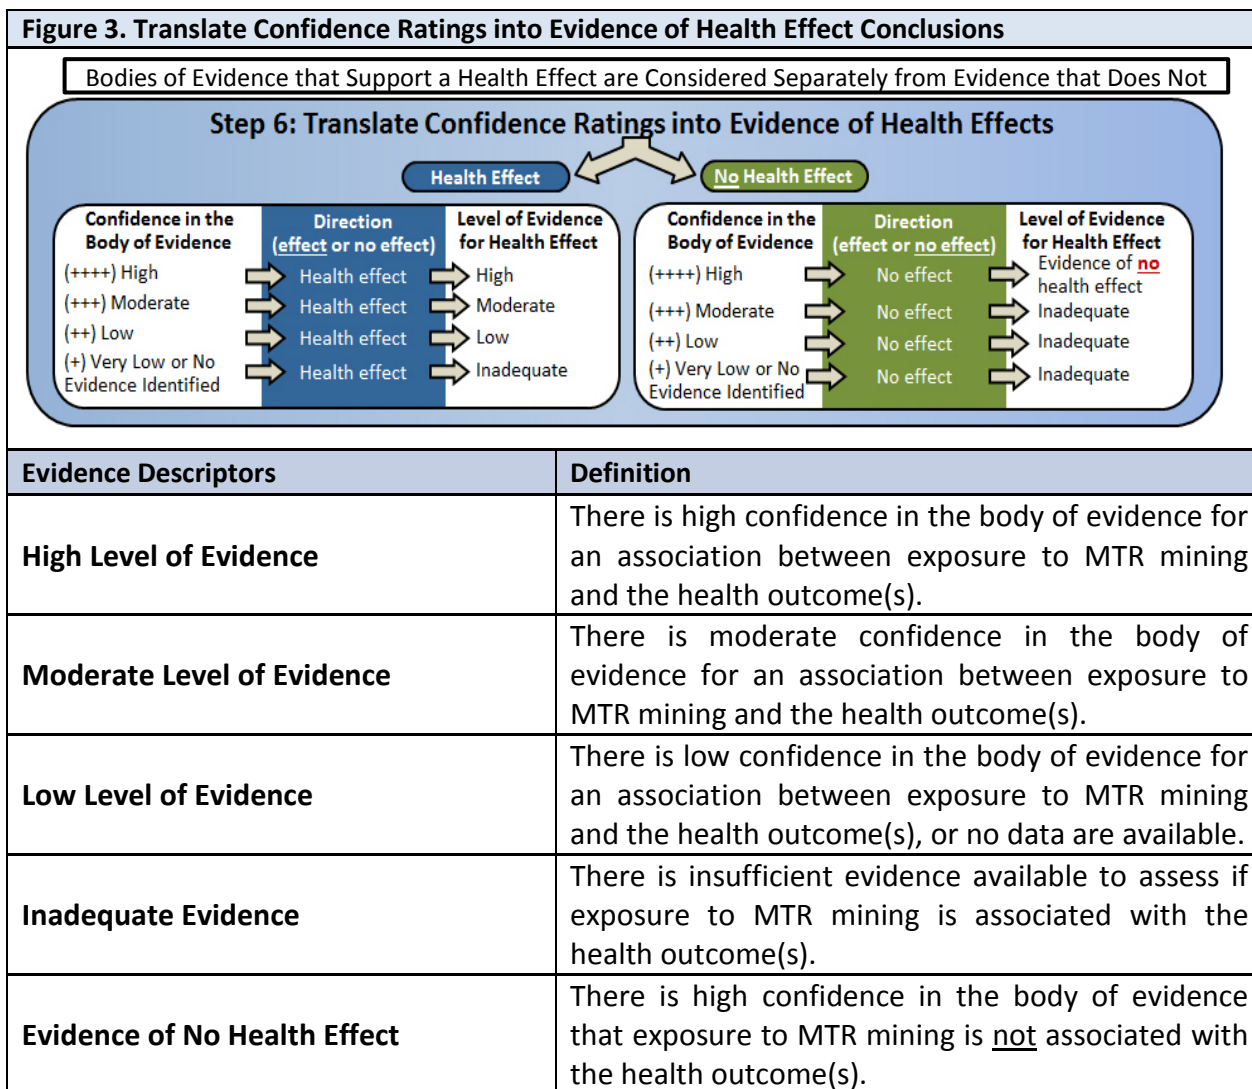 Figure 3. Translate Confidence Ratings into Evidence of Health Effect Conclusions
Bodies of Evidence that Support a Health Effect are Considered Separately from Evidence that Does Not
Step 6: Translate Confidence Ratings into Evidence of Health Effects
Health Effect
No Health Effect
Confidence in the
Body of Evidence
Direction
(effect or no effect)
Level of Evidence
for Health Effect
(++++) High
Health effect
High
(+++) Moderate
Health effect
Moderate
(++) Low
Health effect
Low
(+) Very Low or No
Evidence Identified
Health effect
Inadequate
Confidence in the
Body of Evidence
Direction
(effect or no effect)
Level of Evidence
for Health Effect
(++++) High
No effect
Evidence of no
health effect
(+++) Moderate
No effect
Inadequate
(++) Low
No effect
Inadequate
(+) Very Low or No
Evidence Identified
No effect
Inadequate
Evidence Descriptors
Definition
High Level of Evidence
There is high confidence in the body of evidence for
an association between exposure to MTR mining
and the health outcome(s).
Moderate Level of Evidence
There is moderate confidence in the body of
evidence for an association between exposure to
MTR mining and the health outcome(s).
Low Level of Evidence
There is low confidence in the body of evidence for
an association between exposure to MTR mining
and the health outcome(s), or no data are available.
Inadequate Evidence
There is insufficient evidence available to assess if
exposure to MTR mining is associated with the
health outcome(s).
Evidence of No Health Effect
There is high confidence in the body of evidence
that exposure to MTR mining is not associated with
the health outcome(s).